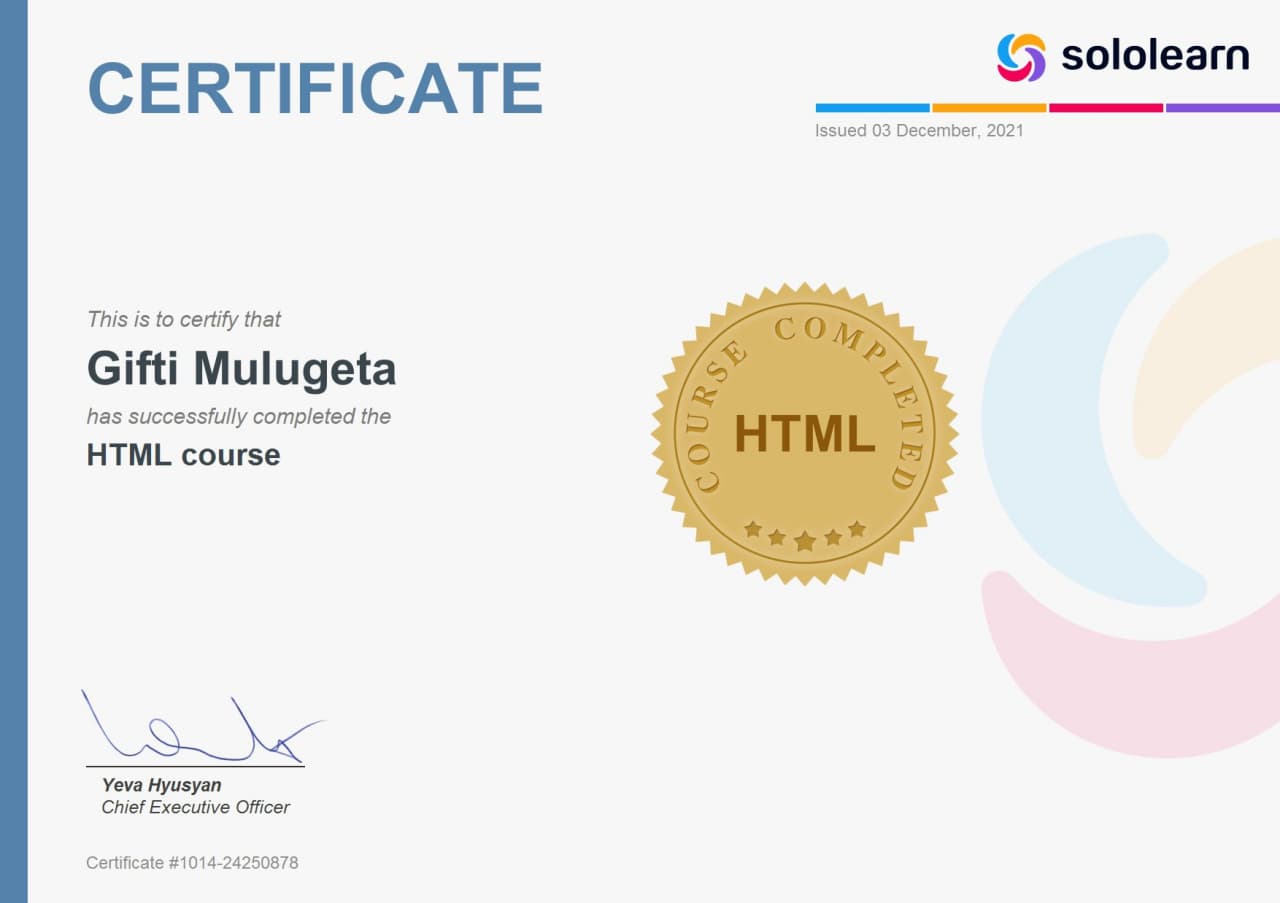 CERTIFICATE
sololearn
Issued 03 December, 2021
This is to certify that
Gifti Mulugeta
has successfully completed the
HTML course
COURSE COMPLETED
HTML
Yeva Hyusyan
Chief Executive Officer
Certificate #1014-24250878